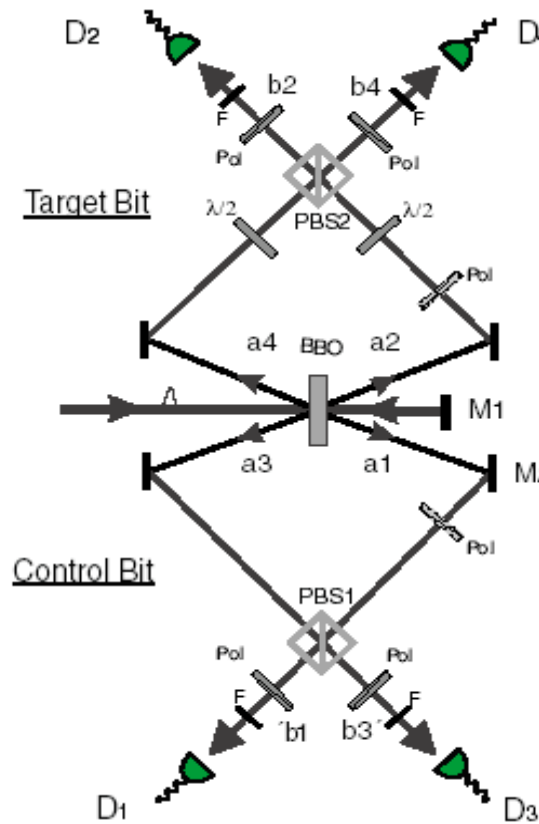 D2
D
b2
b4
F
F
Pol
Pol
Target Bit
λ/2
λ/2
PBS2
Pol
a4
BBO
a2
M1
a3
a1
M
Pol
Control Bit
PBS1
Pol
Pol
F
F
´b1
b3´
D1
D3